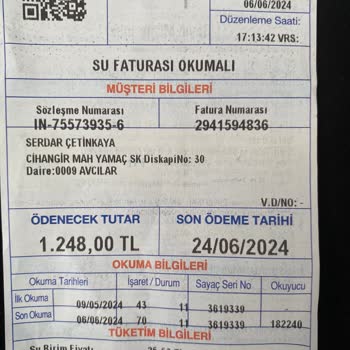 06/06/2024
Düzenleme Saati:
17:13:42 VRS:
SU FATURASI OKUMALI
MÜŞTERİ BİLGİLERİ
Sözleşme Numarası Fatura Numarası
IN-75573935-6 2941594836
SERDAR ÇETİNKAYA
CİHANGİR MAH YAMAÇ SK DiskapiNo: 30
Daire:0009 AVCILAR
V.D/NO: -
ÖDENECEK TUTAR SON ÖDEME TARİHİ
1.248,00 TL 24/06/2024
OKUMA BİLGİLERİ
Okuma Tarihleri İşaret / Durum Sayaç Seri No Okuyucu
İlk Okuma 09/05/2024 43 11 3619339
Son Okuma 06/06/2024 70 11 3619339 182240
TÜKETİM BİLGİLERİ
Su Birim Fiyatı